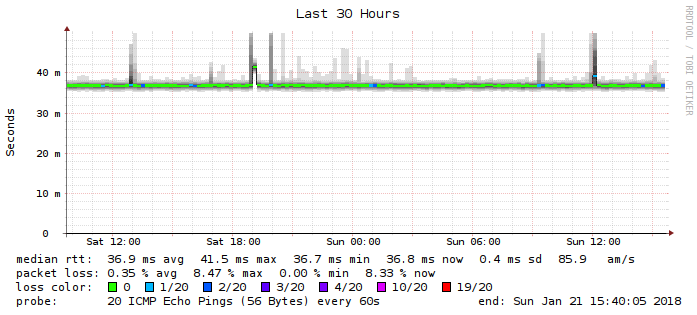 Last 30 Hours
RRDTOOL / TOBI OETIKER
Seconds
40 m
30 m
20 m
10 m
0
Sat 12:00 Sat 18:00 Sun 00:00 Sun 06:00 Sun 12:00
median rtt: 36.9 ms avg 41.5 ms max 36.7 ms min 36.8 ms now 0.4 ms sd 85.9 am/s
packet loss: 0.35 % avg 8.47 % max 0.00 % min 8.33 % now
loss color: 0 1/20 2/20 3/20 4/20 10/20 19/20
probe: 20 ICMP Echo Pings (56 Bytes) every 60s end: Sun Jan 21 15:40:05 2018